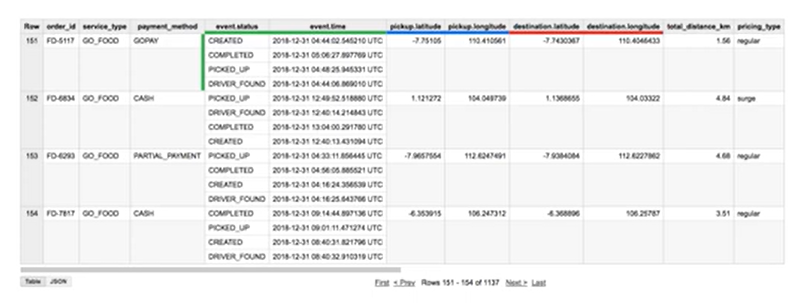 Row order_id service_type payment_method event.status event.time pickup.latitude pickup.longitude destination.latitude destination.longitude total_distance_km pricing_type
151 FD-5117 GO_FOOD GOPAY CREATED 2018-12-31 04:44:02.545210 UTC -7.75105 110.410561 -7.7430367 110.4046433 1.56 regular
COMPLETED 2018-12-31 05:06:27.897769 UTC
PICKED_UP 2018-12-31 04:48:25.945331 UTC
DRIVER_FOUND 2018-12-31 04:44:06.869010 UTC
152 FD-6834 GO_FOOD CASH PICKED_UP 2018-12-31 12:49:52.518880 UTC 1.121272 104.049739 1.1368655 104.03322 4.84 surge
DRIVER_FOUND 2018-12-31 12:40:14.214843 UTC
COMPLETED 2018-12-31 13:04:00.291780 UTC
CREATED 2018-12-31 12:40:13.431094 UTC
153 FD-6293 GO_FOOD PARTIAL_PAYMENT PICKED_UP 2018-12-31 04:33:11.856445 UTC -7.9657554 112.6247491 -7.9384084 112.6227862 4.68 regular
COMPLETED 2018-12-31 04:56:05.885521 UTC
CREATED 2018-12-31 04:16:24.356539 UTC
DRIVER_FOUND 2018-12-31 04:16:25.643766 UTC
154 FD-7817 GO_FOOD CASH COMPLETED 2018-12-31 09:14:44.897136 UTC -6.353915 106.247312 -6.368896 106.25787 3.51 regular
PICKED_UP 2018-12-31 09:01:11.471274 UTC
CREATED 2018-12-31 08:40:31.821796 UTC
DRIVER_FOUND 2018-12-31 08:40:32.910319 UTC
Table JSON First < Prev Rows 151 - 154 of 1137 Next > Last